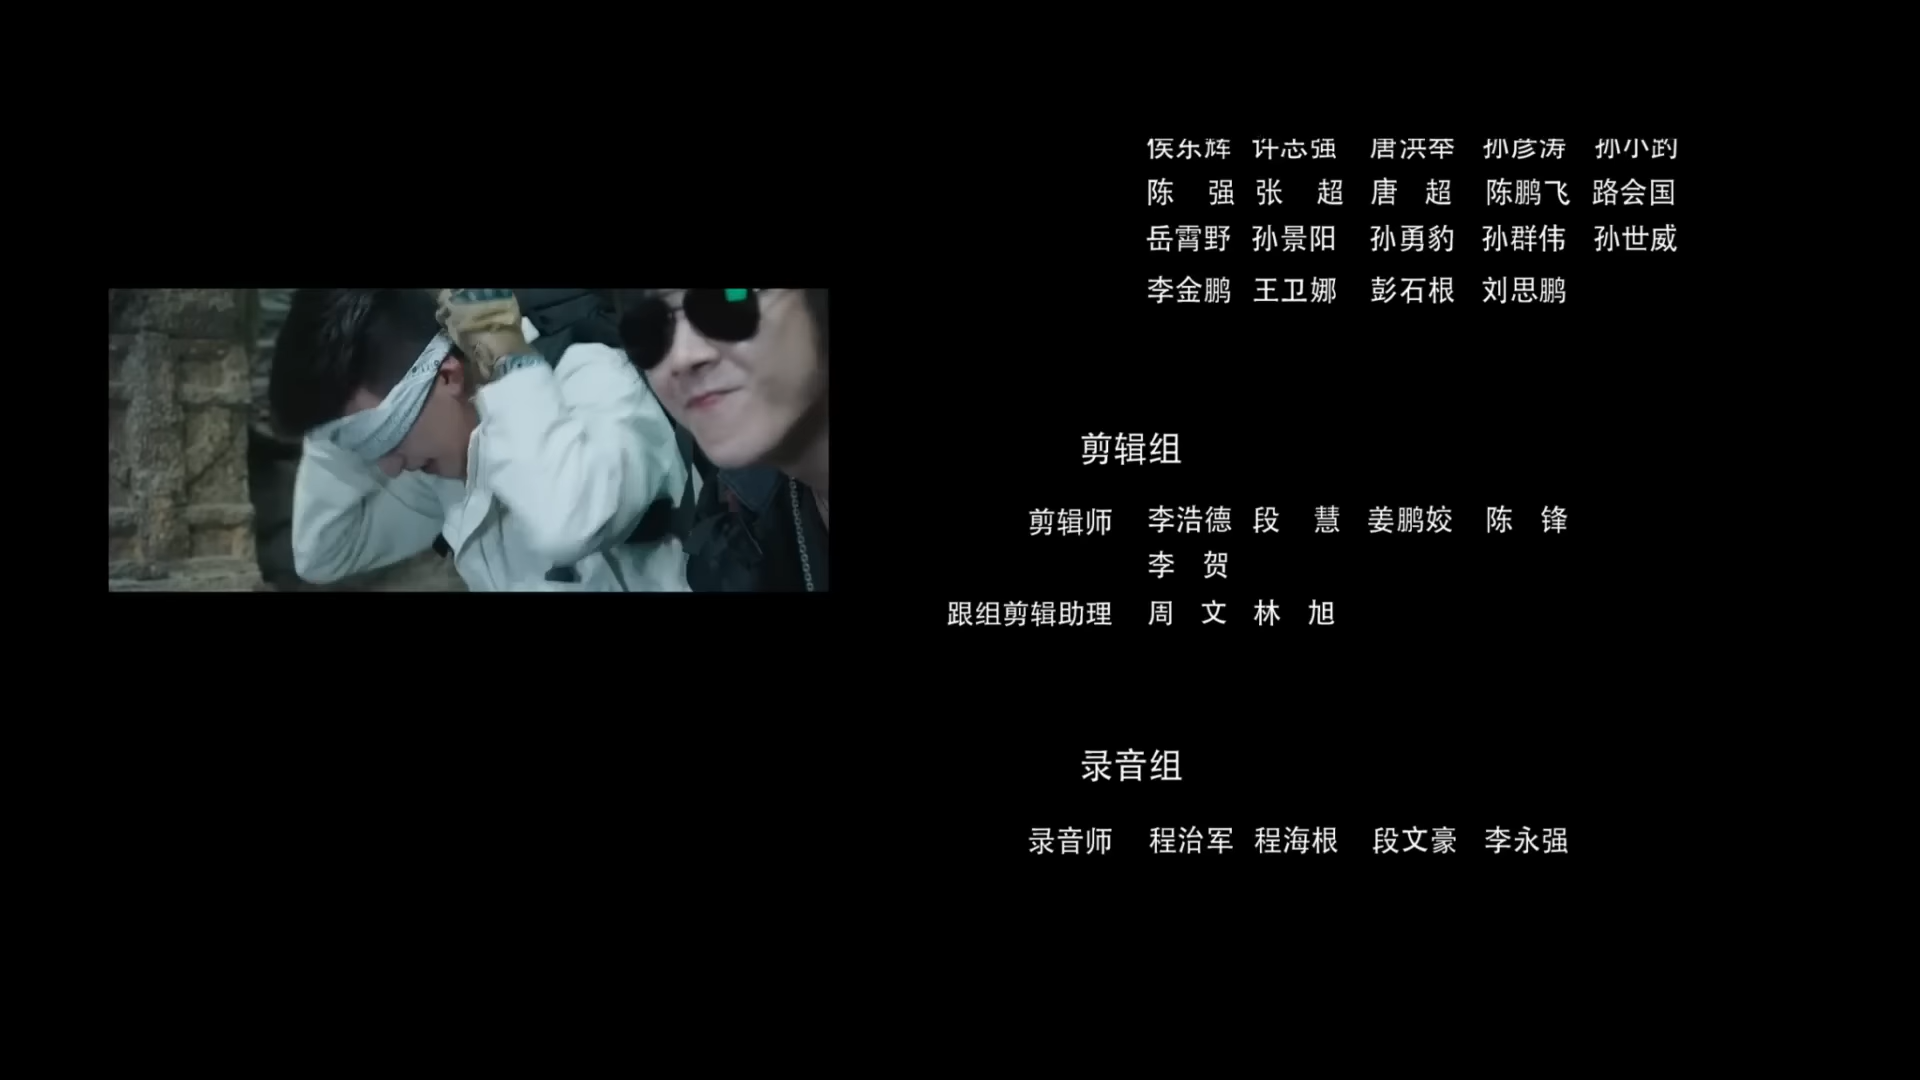 陈 强 张 超 唐 超 陈鹏飞 路会国
岳霄野 孙景阳 孙勇豹 孙群伟 孙世威
李金鹏 王卫娜 彭石根 刘思鹏
剪辑组
剪辑师 李浩德 段 慧 姜鹏姣 陈 锋
李 贺
跟组剪辑助理 周 文 林 旭
录音组
录音师 程治军 程海根 段文豪 李永强